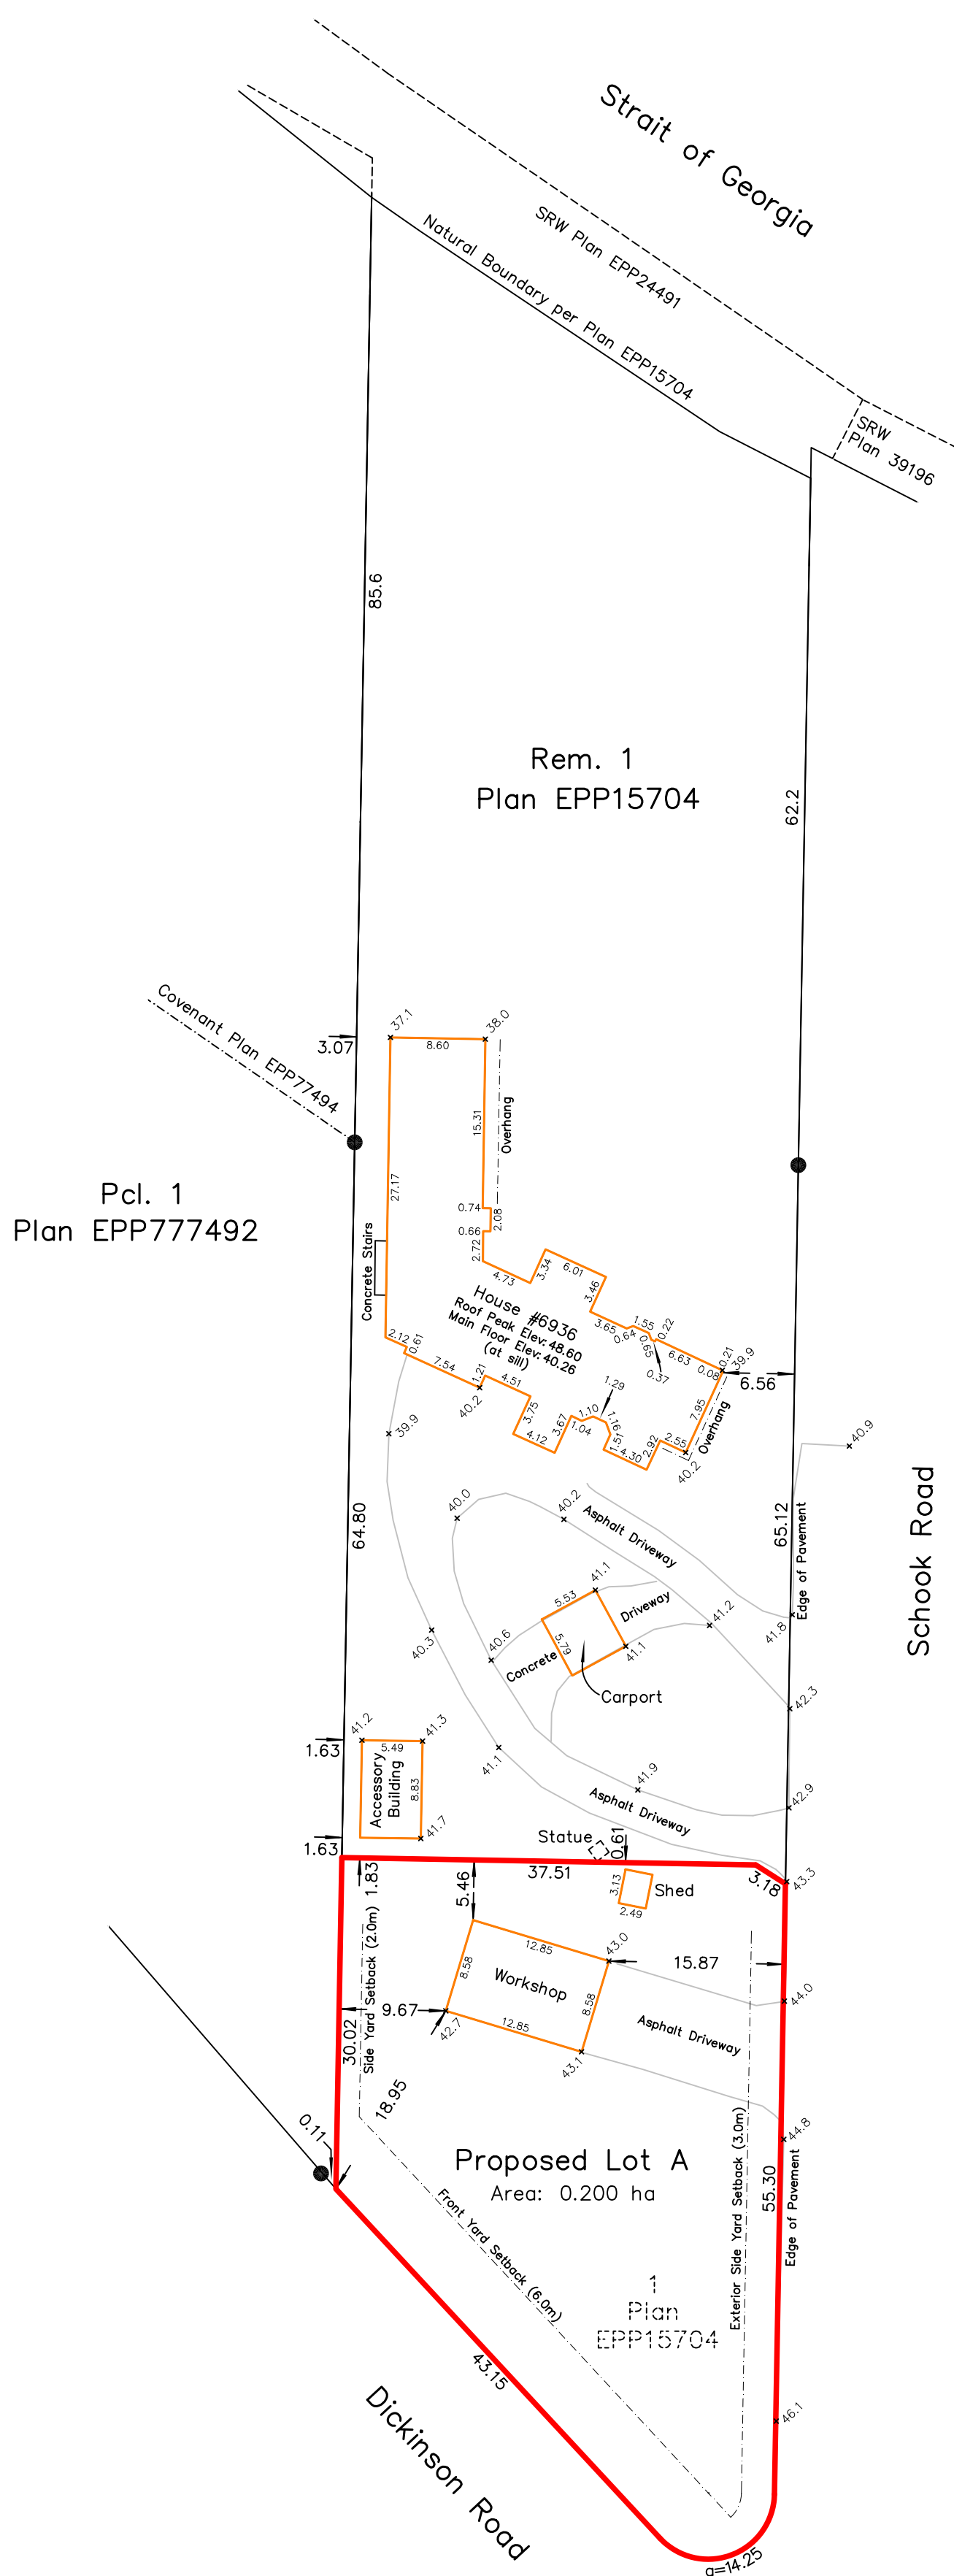 Strait of Georgia
SRW Plan EPP24491
Natural Boundary per Plan EPP15704
SRW
Plan 39196
85.6
62.2
Rem. 1
Plan EPP15704
Covenant Plan EPP77494
3.07
37.1
8.60
38.0
15.31
Overhang
27.17
Pcl. 1
Plan EPP777492
Concrete Stairs
0.74
2.08
0.66
2.72
4.73
3.34
6.01
3.46
House #6936
Roof Peak Elev: 48.60
Main Floor Elev: 40.26
(at sill)
3.65
0.64
1.55
0.22
0.65
0.37
6.63
0.08
0.21
39.9
6.56
2.12
0.61
7.54
1.21
40.2
4.51
3.75
4.12
3.67
1.04
1.10
1.29
1.16
1.51
4.30
2.92
2.55
7.95
Overhang
40.2
39.9
40.9
Schook Road
64.80
65.12
Edge of Pavement
40.0
40.2
Asphalt Driveway
41.1
5.53
5.79
Driveway
41.2
41.8
40.3
40.6
Concrete
41.1
Carport
42.3
41.2
41.3
1.63
5.49
Accessory
Building
8.83
41.1
41.9
42.9
Asphalt Driveway
41.7
1.63
Statue
0.61
37.51
3.18
43.3
1.83
5.46
3.13
Shed
2.49
12.85
43.0
15.87
8.58
Workshop
8.58
44.0
Side Yard Setback (2.0m)
9.67
42.7
12.85
43.1
Asphalt Driveway
30.02
18.95
0.11
44.8
Proposed Lot A
Area: 0.200 ha
55.30
Edge of Pavement
Exterior Side Yard Setback (3.0m)
Front Yard Setback (6.0m)
1
Plan
EPP15704
43.15
46.1
Dickinson Road
a=14.25